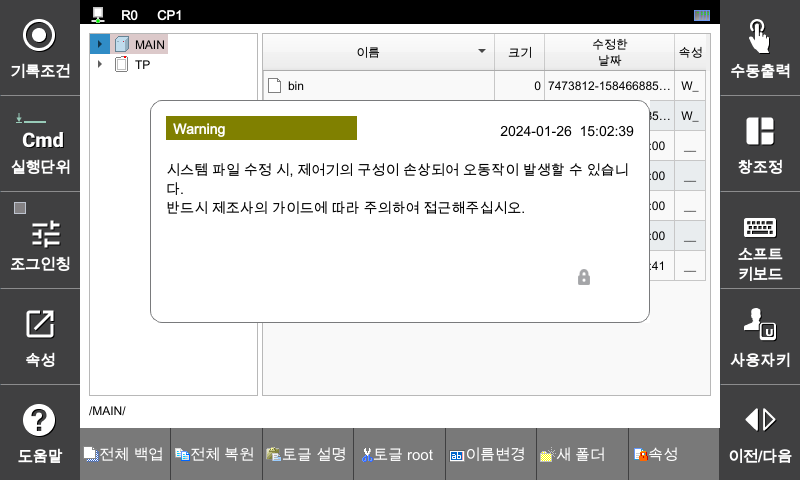 R0 CP1
기록조건
Cmd
실행단위
조그인칭
속성
도움말
MAIN
TP
이름 크기 수정한
날짜 속성
bin 0 7473812-158466885... W_
35... W_
:00 __
:00 __
:00 __
:00 __
:41 __
Warning 2024-01-26 15:02:39
시스템 파일 수정 시, 제어기의 구성이 손상되어 오동작이 발생할 수 있습니
다.
반드시 제조사의 가이드에 따라 주의하여 접근해주십시오.
/MAIN/
전체 백업 전체 복원 토글 설명 토글 root 이름변경 새 폴더 속성
수동출력
창조정
소프트
키보드
U
사용자키
이전/다음